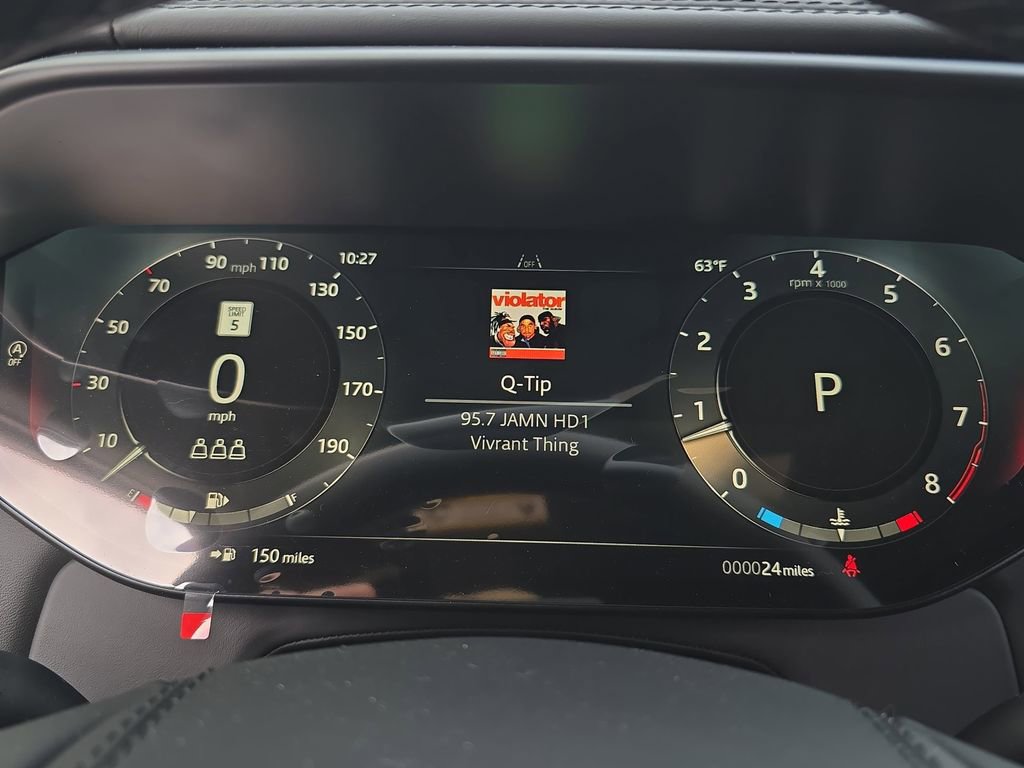 10:27
OFF
63°F
90 mph 110
70
130
50
150
30
170
10
190
SPEED
LIMIT
5
0
mph
E
F
A
OFF
violator
THE ALBUM
Q-Tip
95.7 JAMN HD1
Vivrant Thing
4
rpm x 1000
3
5
2
6
1
7
0
8
P
150 miles
000024 miles